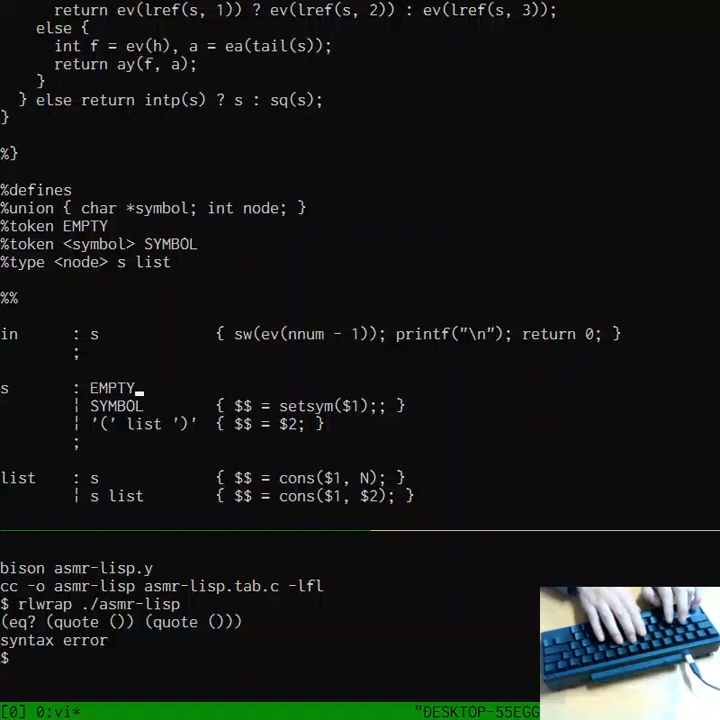 return ev(lref(s, 1)) ? ev(lref(s, 2)) : ev(lref(s, 3));
else {
int f = ev(h), a = ea(tail(s));
return ay(f, a);
}
} else return intp(s) ? s : sq(s);
}
%}
%defines
%union { char *symbol; int node; }
%token EMPTY
%token <symbol> SYMBOL
%type <node> s list
%%
in : s { sw(ev(nnum - 1)); printf("\n"); return 0; }
;
s : EMPTY
| SYMBOL { $$ = setsym($1);; }
| '(' list ')' { $$ = $2; }
;
list : s { $$ = cons($1, N); }
| s list { $$ = cons($1, $2); }
bison asmr-lisp.y
cc -o asmr-lisp asmr-lisp.tab.c -lfl
$ rlwrap ./asmr-lisp
(eq? (quote ()) (quote ()))
syntax error
$
[0] 0:vi* "DESKTOP-55EGG